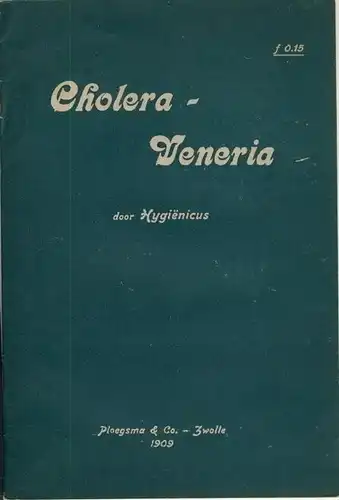 f 0.15
Cholera -
Veneria
door Hygiënicus
Ploegsma & Co. - Zwolle
1909